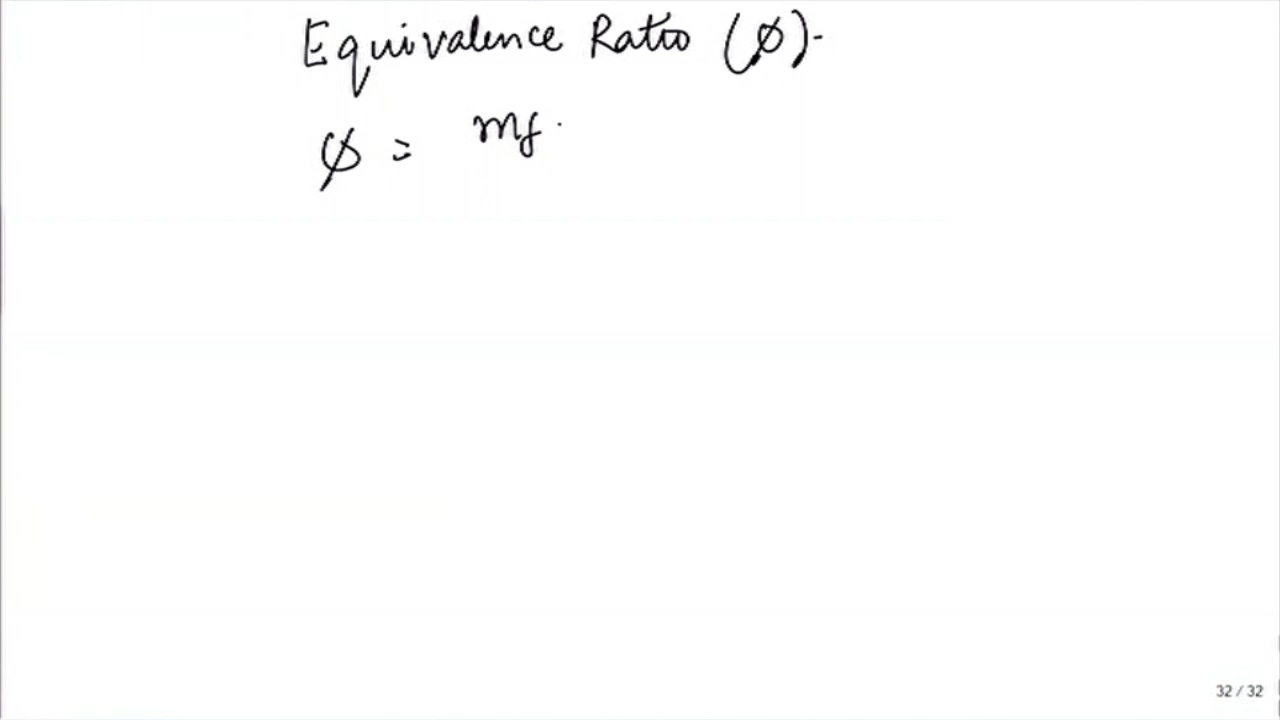 Equivalence Ratio (ϕ).
ϕ = mf.
32 / 32